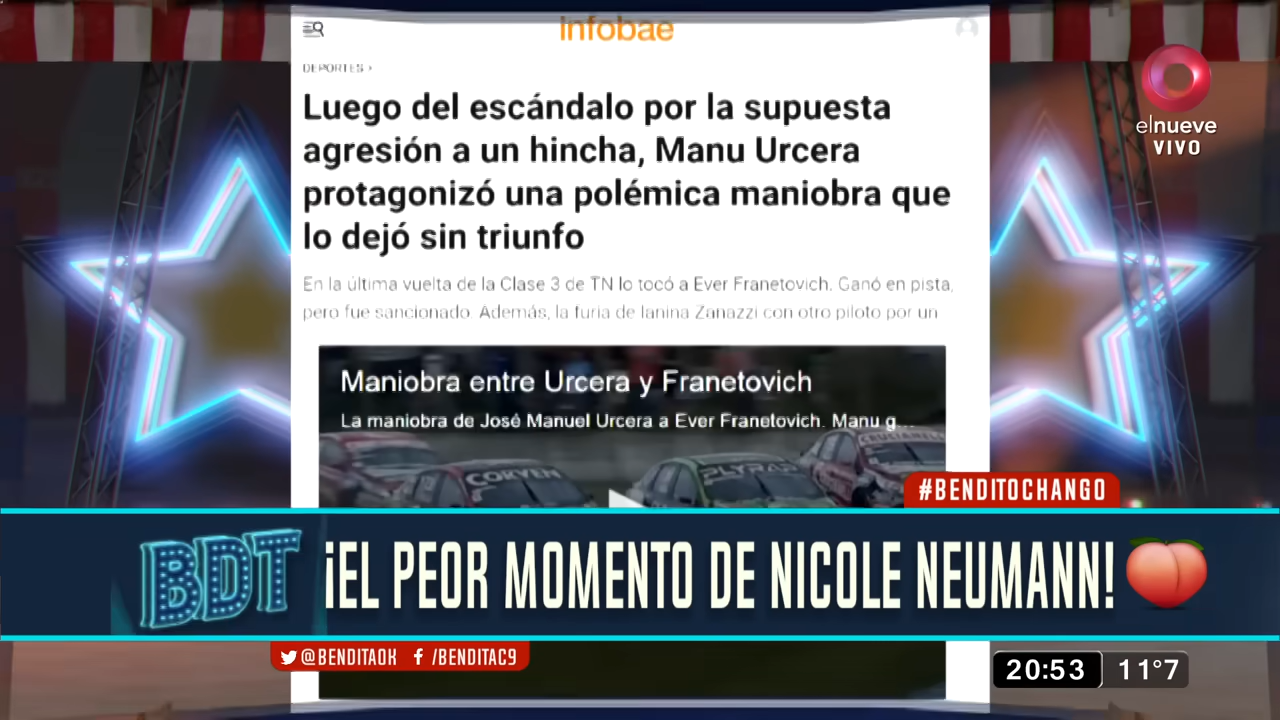 infobae
DEPORTES ›
Luego del escándalo por la supuesta
agresión a un hincha, Manu Urcera
protagonizó una polémica maniobra que
lo dejó sin triunfo
En la última vuelta de la Clase 3 de TN lo tocó a Ever Franetovich. Ganó en pista,
pero fue sancionado. Además, la furia de Ianina Zanazzi con otro piloto por un
Maniobra entre Urcera y Franetovich
La maniobra de José Manuel Urcera a Ever Franetovich. Manu g...
CORVEN
PLYRAP
CRUCIANELLI
elnueve
VIVO
#BENDITOCHANGO
BDT
¡EL PEOR MOMENTO DE NICOLE NEUMANN!
@BENDITAOK f /BENDITAC9
20:53 11°7